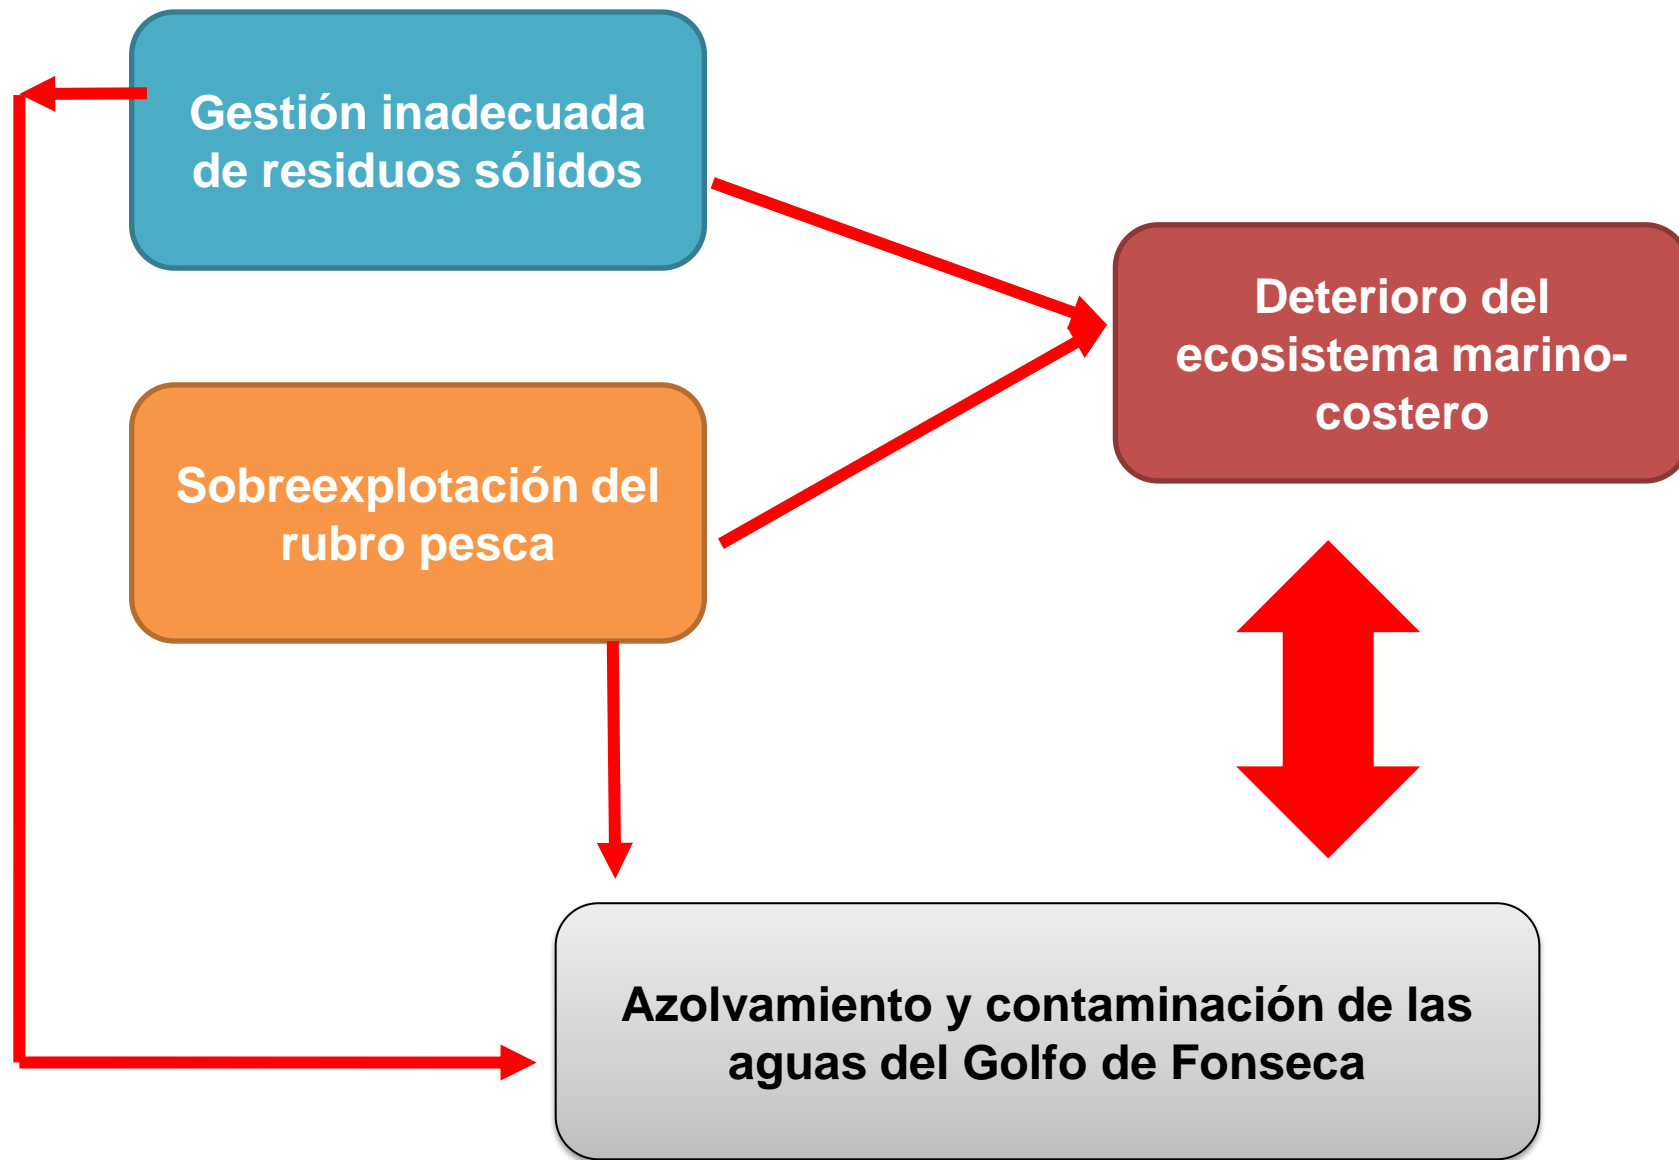 Gestión inadecuada
de residuos sólidos
Deterioro del
ecosistema marino-
costero
Sobreexplotación del
rubro pesca
Azolvamiento y contaminación de las
aguas del Golfo de Fonseca